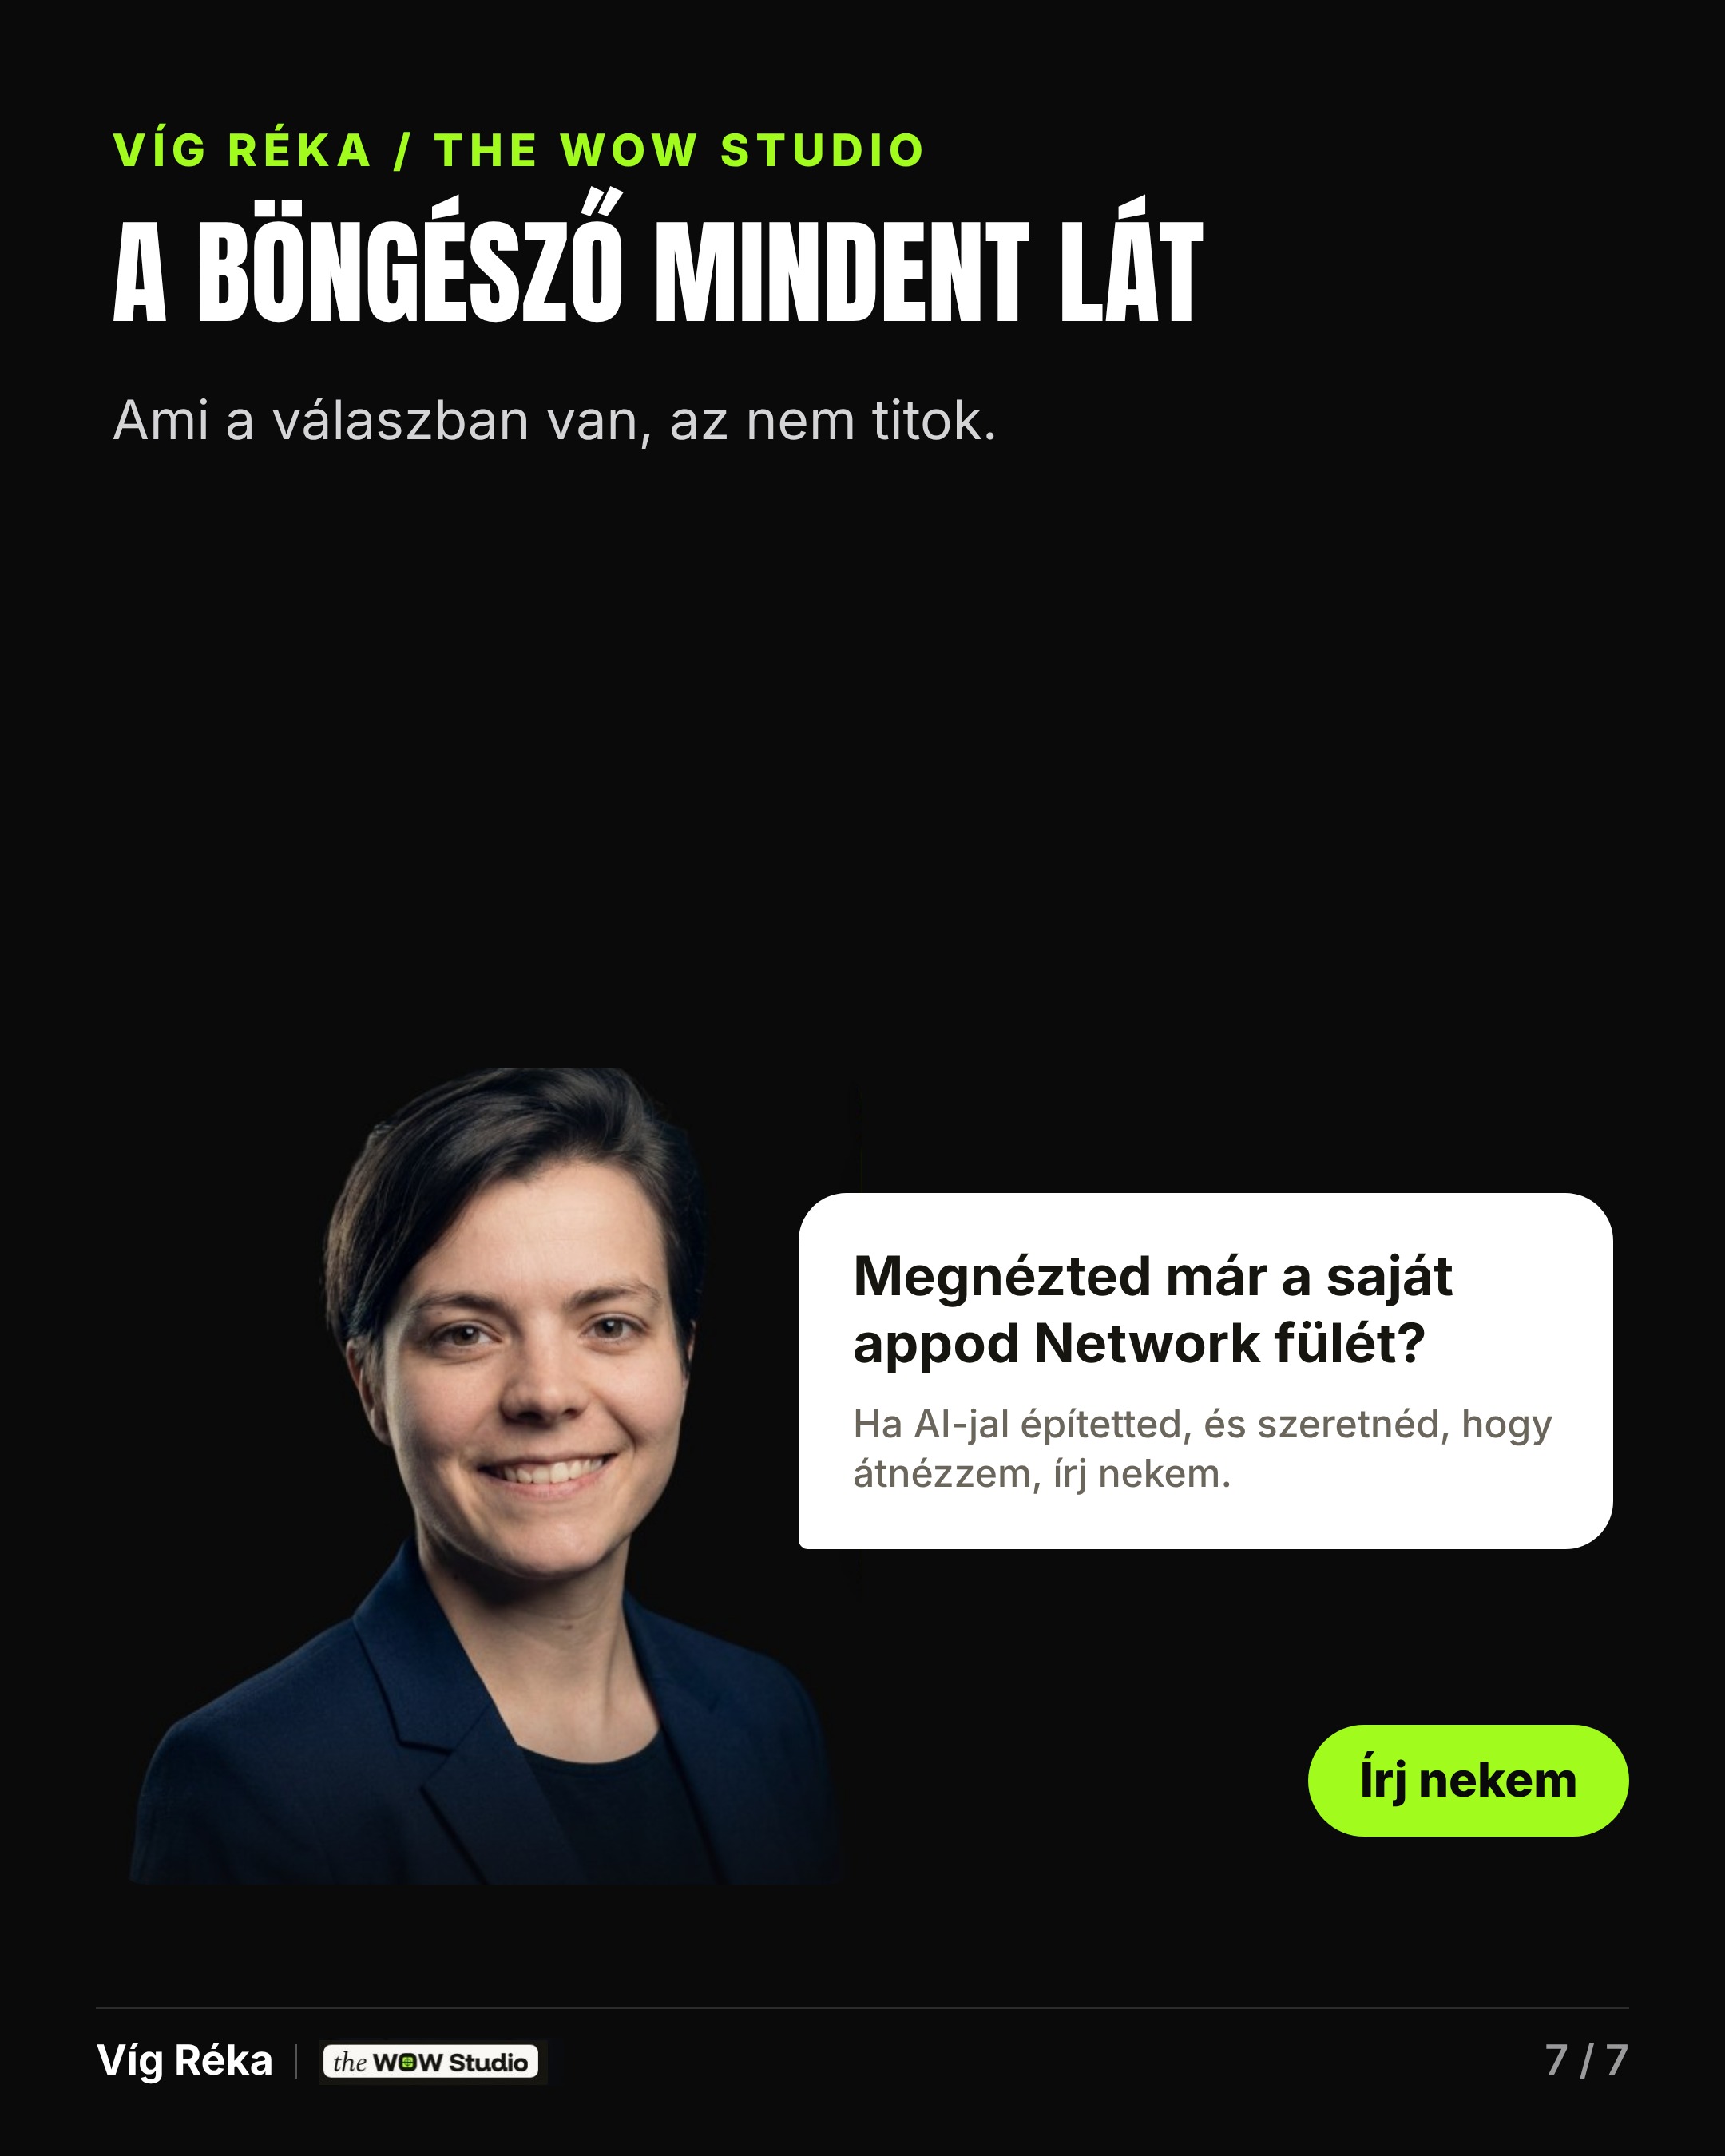 VÍG RÉKA / THE WOW STUDIO
A BÖNGÉSZŐ MINDENT LÁT
Ami a válaszban van, az nem titok.
Megnézted már a saját
appod Network fülét?
Ha AI-jal építetted, és szeretnéd, hogy
átnézzem, írj nekem.
Írj nekem
Víg Réka
the WOW Studio
7 / 7